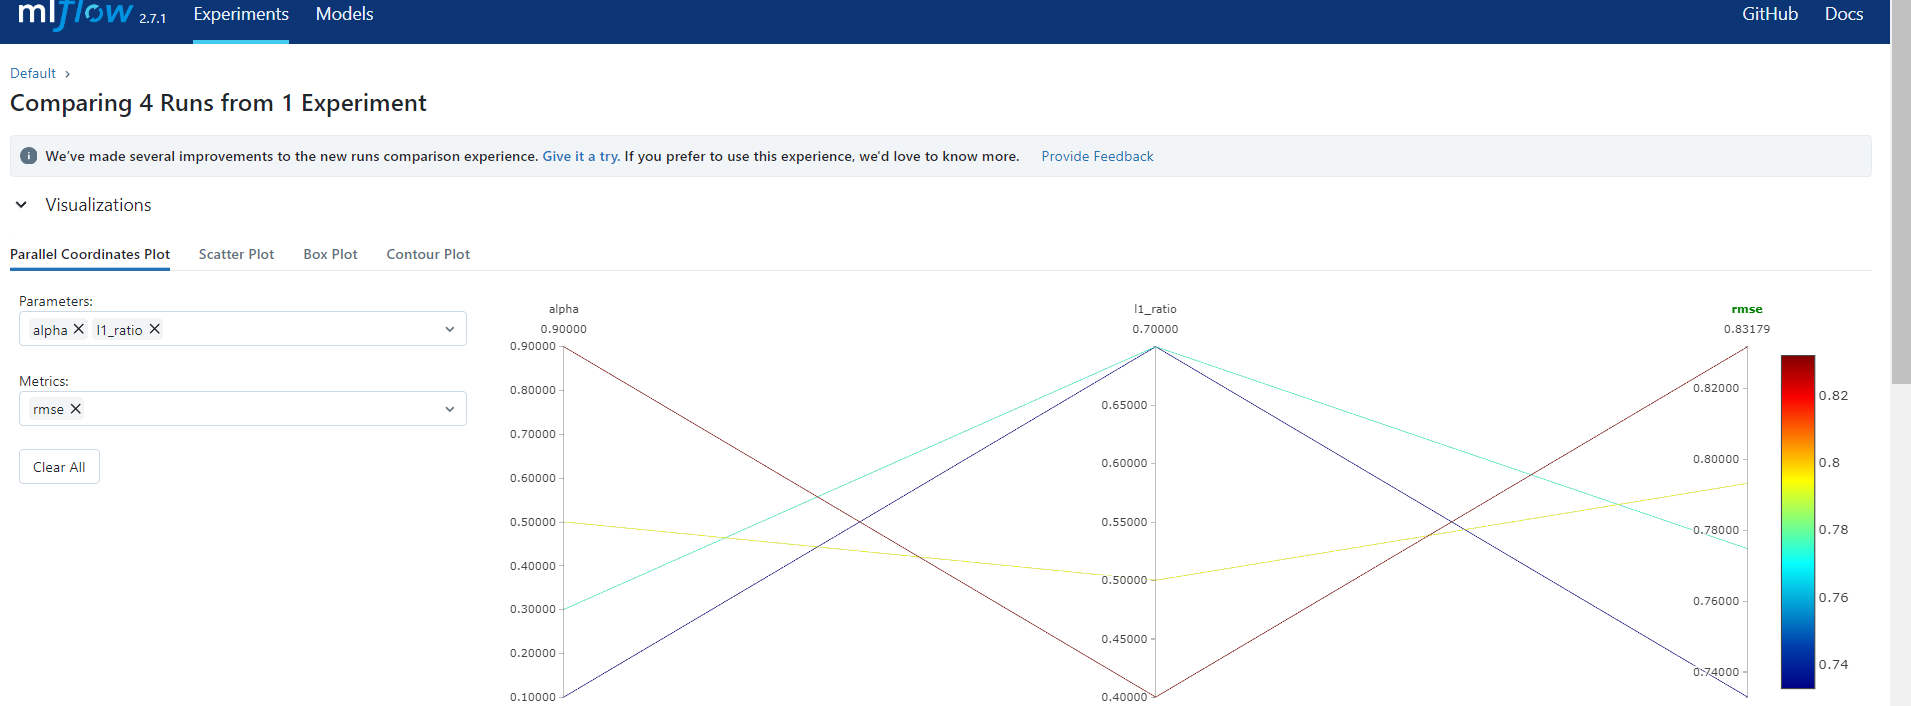 mlflow 2.7.1 Experiments Models GitHub Docs
Default ›
Comparing 4 Runs from 1 Experiment
We've made several improvements to the new runs comparison experience. Give it a try. If you prefer to use this experience, we'd love to know more. Provide Feedback
Visualizations
Parallel Coordinates Plot Scatter Plot Box Plot Contour Plot
Parameters:
alpha l1_ratio
Metrics:
rmse
Clear All
alpha
0.90000
0.90000
0.80000
0.70000
0.60000
0.50000
0.40000
0.30000
0.20000
0.10000
l1_ratio
0.70000
0.65000
0.60000
0.55000
0.50000
0.45000
0.40000
rmse
0.83179
0.82000
0.80000
0.78000
0.76000
0.74000
0.82
0.8
0.78
0.76
0.74